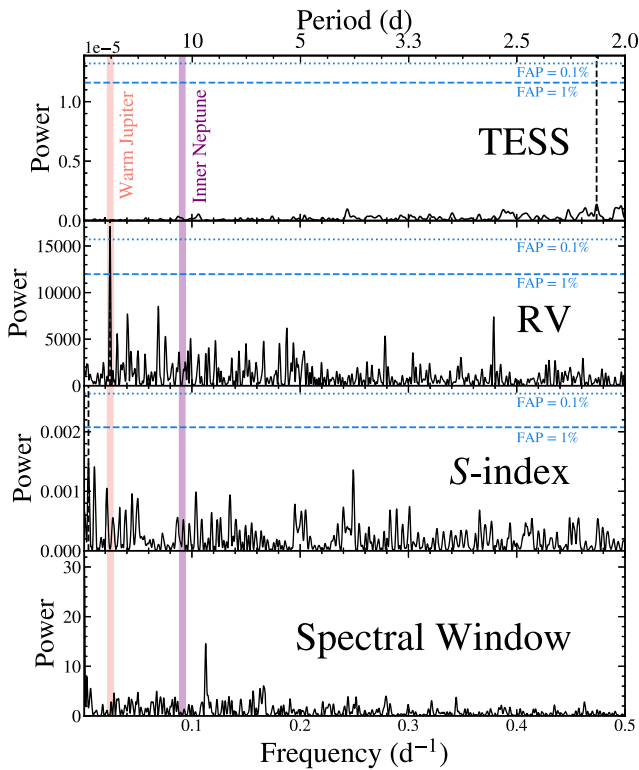 Period (d)
10 5 3.3 2.5 2.0
1e-5
FAP = 0.1%
FAP = 1%
1.0
0.5
0.0
Power
Warm Jupiter
Inner Neptune
TESS
FAP = 0.1%
FAP = 1%
15000
10000
5000
0
Power
RV
FAP = 0.1%
FAP = 1%
0.002
0.001
0.000
Power
S-index
30
20
10
0
Power
Spectral Window
0.1 0.2 0.3 0.4 0.5
Frequency (d⁻¹)